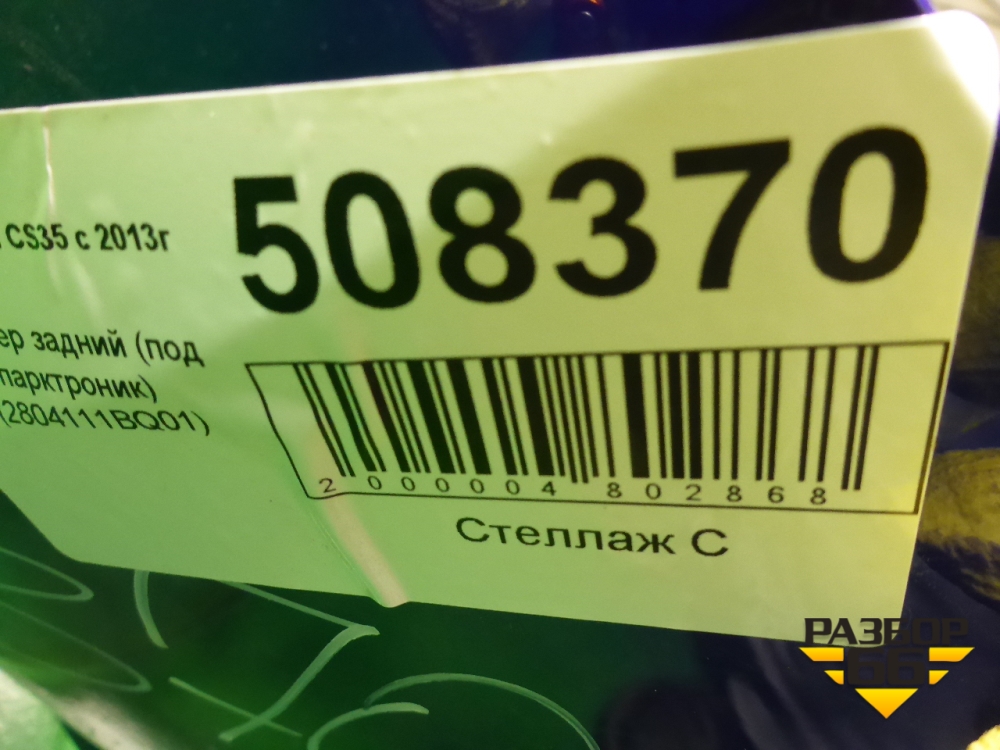 508370
CS35 с 2013г
ер задний (под
парктроник)
(2804111BQ01)
2 000004 802868
Стеллаж С
РАЗБОР
66